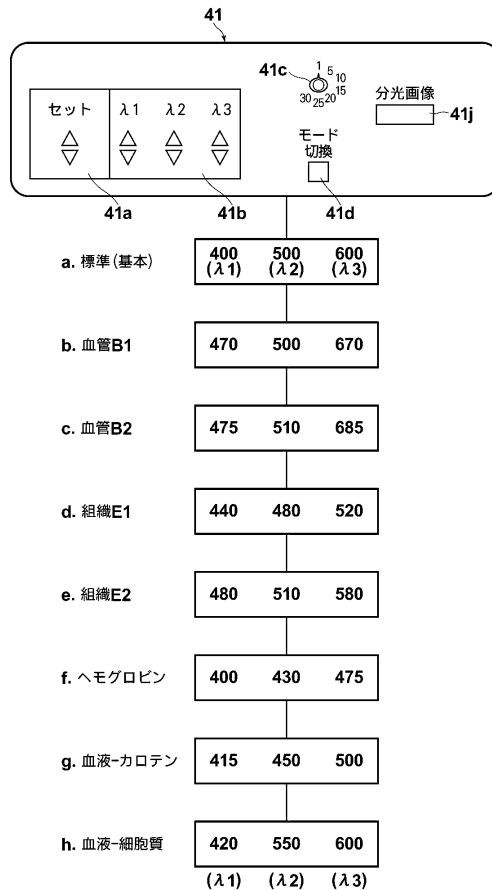 41
41c
1
5
10
15
20
25
30
分光画像
41j
セット
λ1 λ2 λ3
モード
切換
41a
41b
41d
a. 標準(基本) 400 500 600
(λ1) (λ2) (λ3)
b. 血管B1 470 500 670
c. 血管B2 475 510 685
d. 組織E1 440 480 520
e. 組織E2 480 510 580
f. ヘモグロビン 400 430 475
g. 血液-カロテン 415 450 500
h. 血液-細胞質 420 550 600
(λ1) (λ2) (λ3)